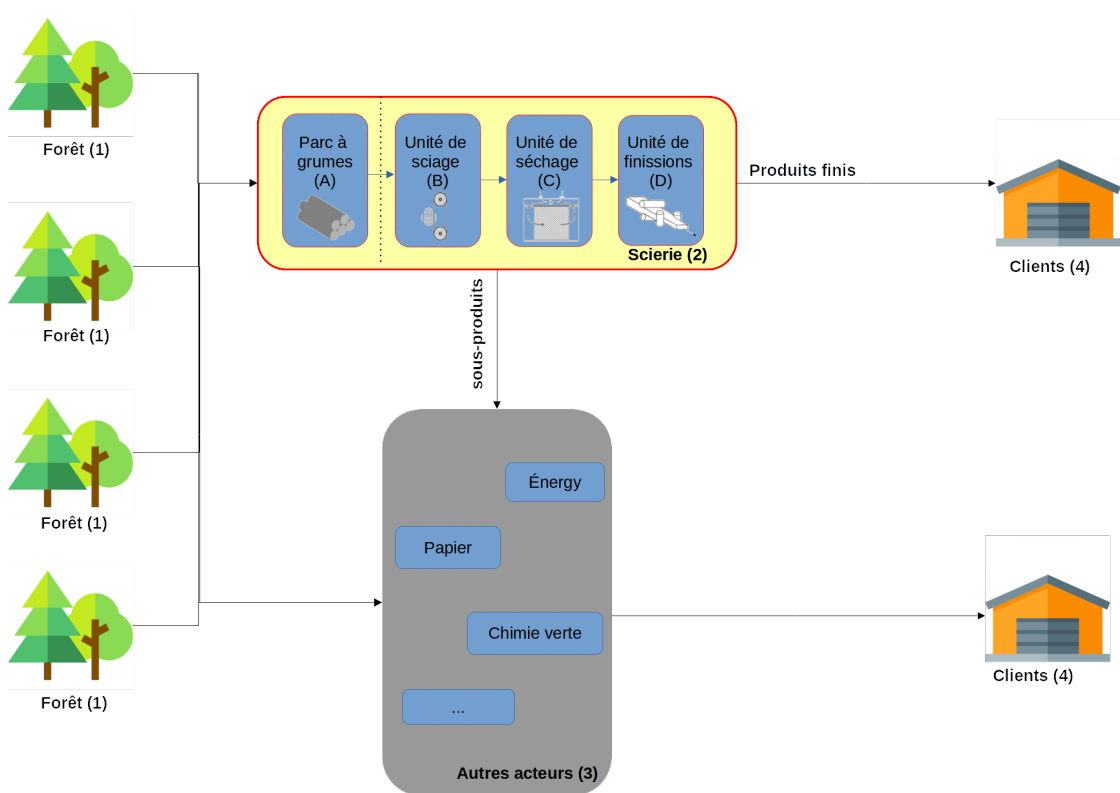 Forêt (1)
Parc à
grumes
(A)
Unité de
sciage
(B)
Unité de
séchage
(C)
Unité de
finissions
(D)
Scierie (2)
Produits finis
Clients (4)
Forêt (1)
sous-produits
Forêt (1)
Énergy
Papier
Chimie verte
...
Autres acteurs (3)
Forêt (1)
Clients (4)